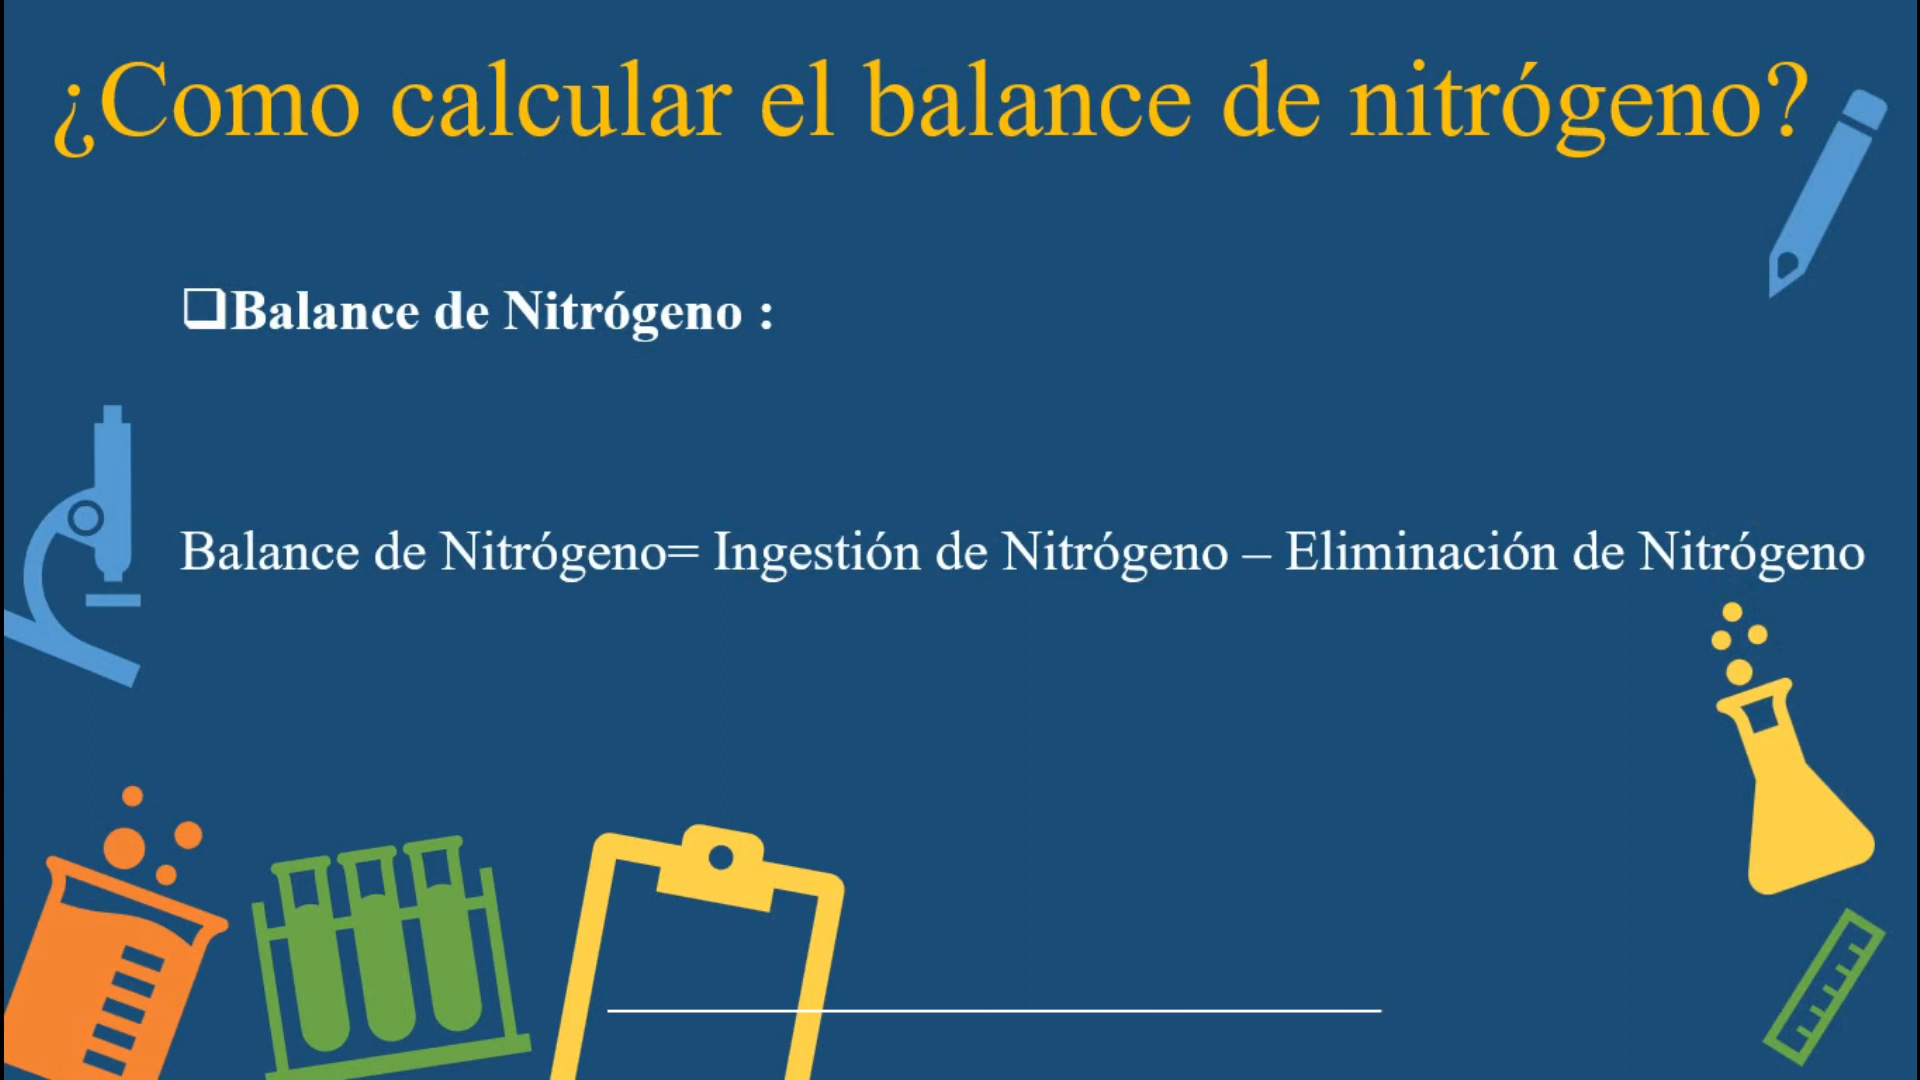 ¿Como calcular el balance de nitrógeno?
❑Balance de Nitrógeno :
Balance de Nitrógeno= Ingestión de Nitrógeno – Eliminación de Nitrógeno